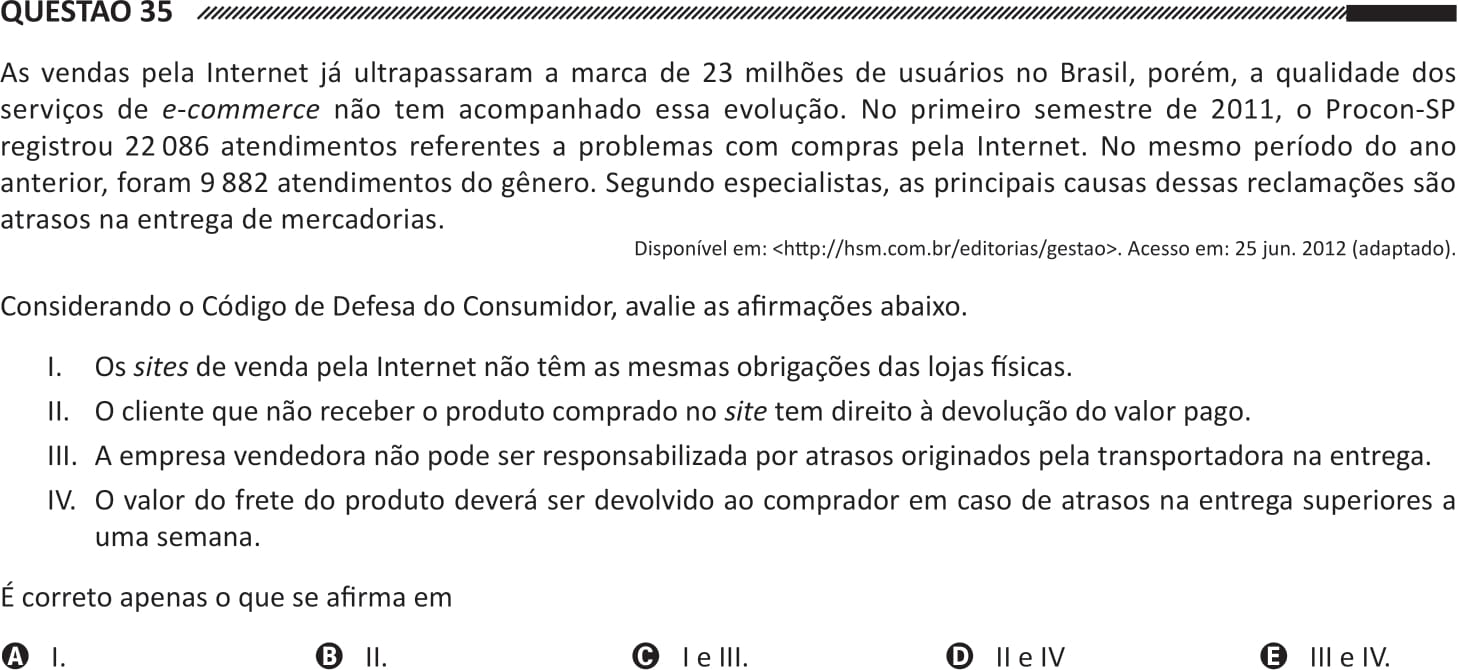 QUESTÃO 35
As vendas pela Internet já ultrapassaram a marca de 23 milhões de usuários no Brasil, porém, a qualidade dos
serviços de e-commerce não tem acompanhado essa evolução. No primeiro semestre de 2011, o Procon-SP
registrou 22 086 atendimentos referentes a problemas com compras pela Internet. No mesmo período do ano
anterior, foram 9 882 atendimentos do gênero. Segundo especialistas, as principais causas dessas reclamações são
atrasos na entrega de mercadorias.
Disponível em: <http://hsm.com.br/editorias/gestao>. Acesso em: 25 jun. 2012 (adaptado).
Considerando o Código de Defesa do Consumidor, avalie as afirmações abaixo.
I. Os sites de venda pela Internet não têm as mesmas obrigações das lojas físicas.
II. O cliente que não receber o produto comprado no site tem direito à devolução do valor pago.
III. A empresa vendedora não pode ser responsabilizada por atrasos originados pela transportadora na entrega.
IV. O valor do frete do produto deverá ser devolvido ao comprador em caso de atrasos na entrega superiores a
uma semana.
É correto apenas o que se afirma em
A I. B II. C I e III. D II e IV E III e IV.